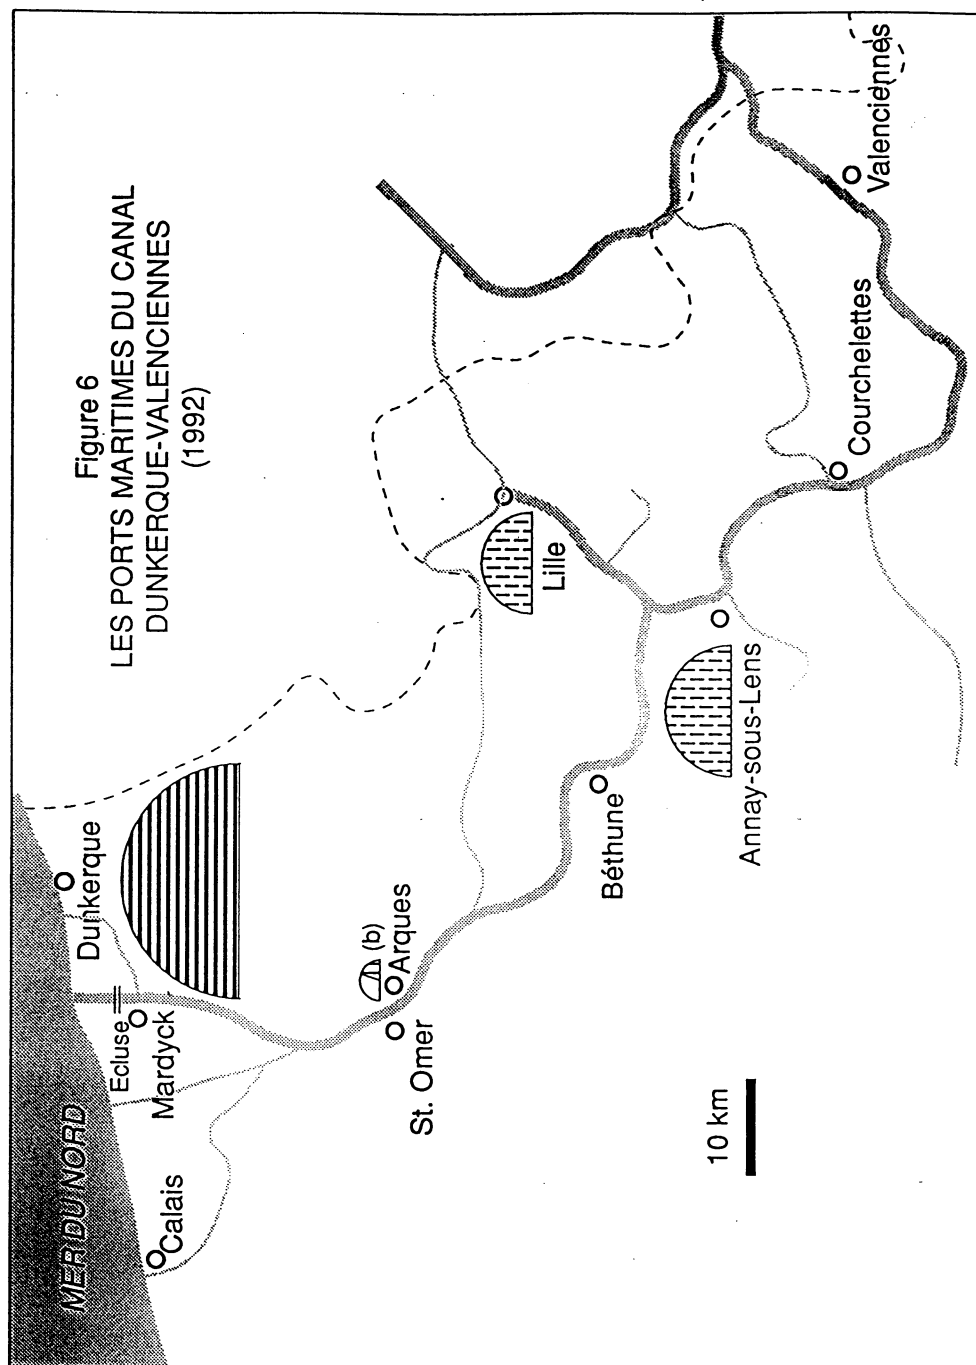 Figure 6
LES PORTS MARITIMES DU CANAL
DUNKERQUE-VALENCIENNES
(1992)
MER DU NORD
Calais
Ecluse
Mardyck
Dunkerque
St. Omer
(b)
Arques
Béthune
Lille
Annay-sous-Lens
Courchelettes
Valenciennes
10 km